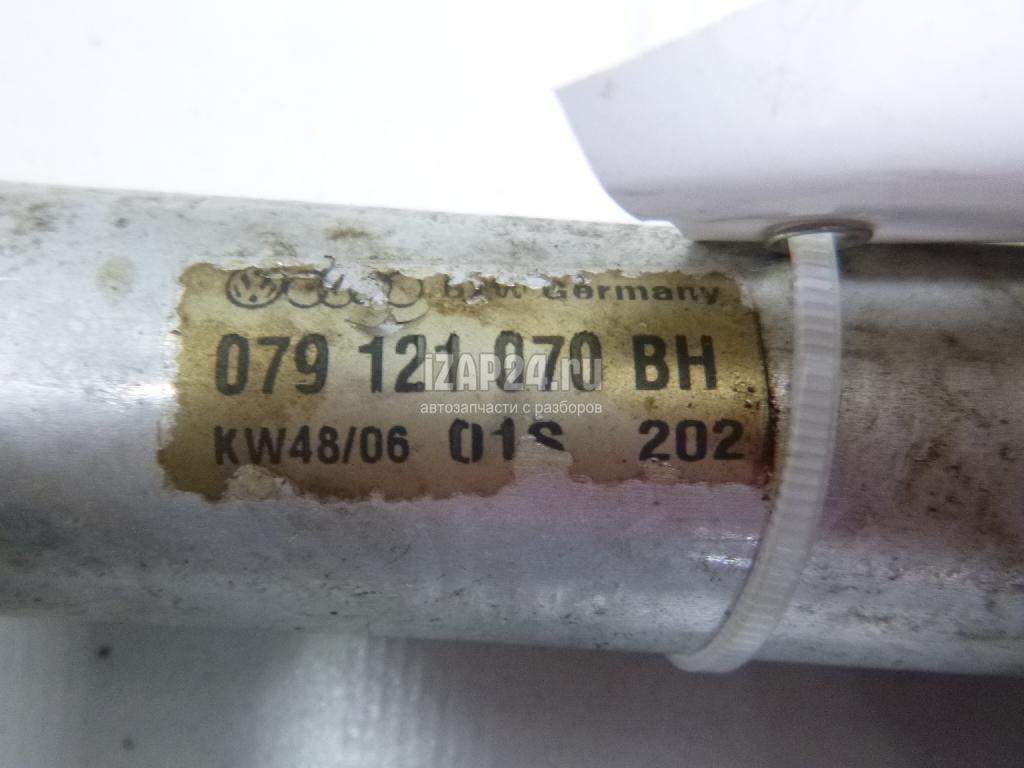 Germany
079 121 070 BH
iZAP24.ru
автозапчасти с разборов
KW48/06 01S 202